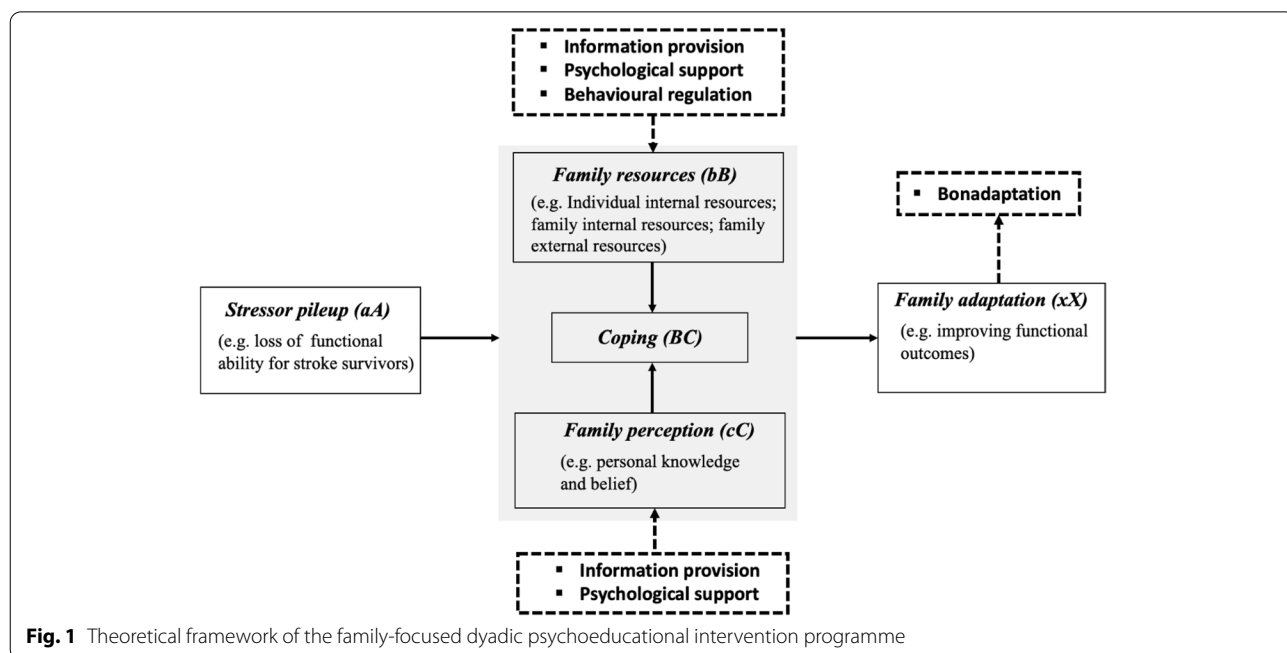 ▪ Information provision
▪ Psychological support
▪ Behavioural regulation
Family resources (bB)
(e.g. Individual internal resources;
family internal resources; family
external resources)
▪ Bonadaptation
Stressor pileup (aA)
(e.g. loss of functional
ability for stroke survivors)
Coping (BC)
Family adaptation (xX)
(e.g. improving functional
outcomes)
Family perception (cC)
(e.g. personal knowledge
and belief)
▪ Information provision
▪ Psychological support
Fig. 1 Theoretical framework of the family-focused dyadic psychoeducational intervention programme